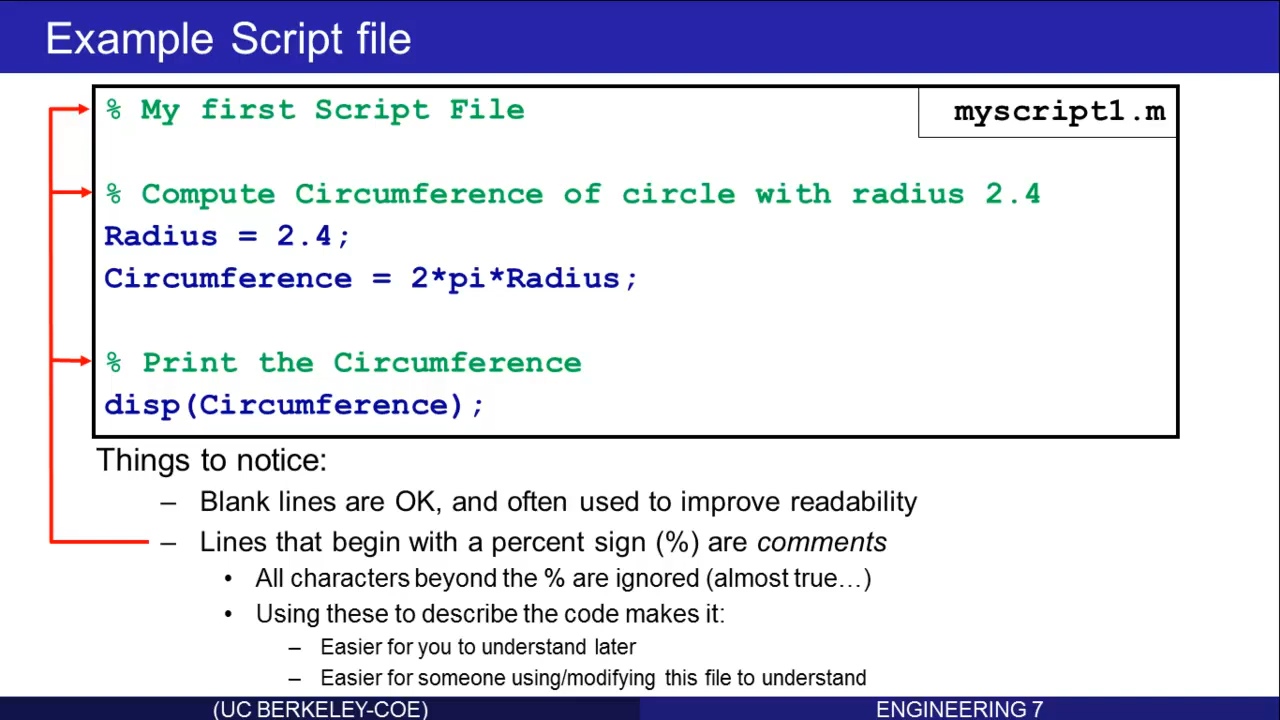 Example Script file
% My first Script File
myscript1.m
% Compute Circumference of circle with radius 2.4
Radius = 2.4;
Circumference = 2*pi*Radius;
% Print the Circumference
disp(Circumference);
Things to notice:
– Blank lines are OK, and often used to improve readability
– Lines that begin with a percent sign (%) are comments
• All characters beyond the % are ignored (almost true…)
• Using these to describe the code makes it:
– Easier for you to understand later
– Easier for someone using/modifying this file to understand
(UC BERKELEY-COE)
ENGINEERING 7